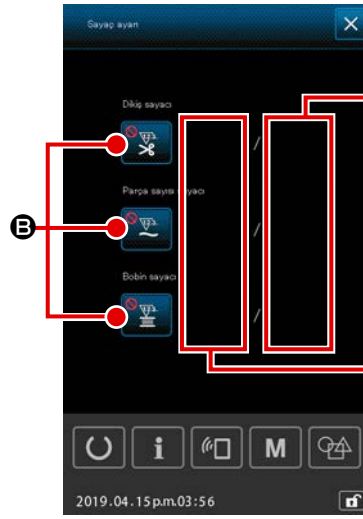 Sayaç ayarı
Dikiş sayacı
/
Parça sayısı sayacı
/
B
Bobin sayacı
/
M
2019.04.15p.m.03:56